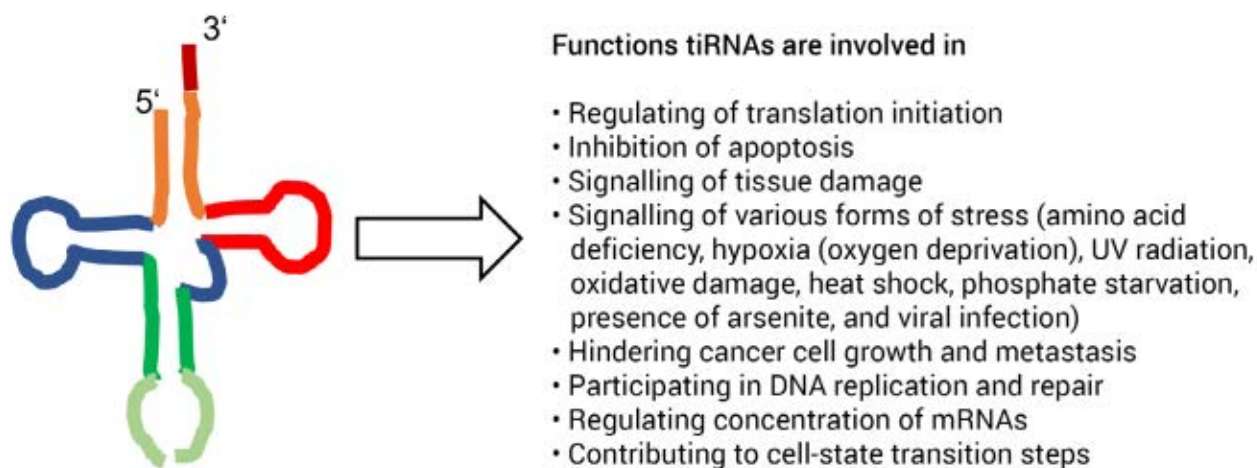 3‘
5‘
Functions tiRNAs are involved in
• Regulating of translation initiation
• Inhibition of apoptosis
• Signalling of tissue damage
• Signalling of various forms of stress (amino acid
deficiency, hypoxia (oxygen deprivation), UV radiation,
oxidative damage, heat shock, phosphate starvation,
presence of arsenite, and viral infection)
• Hindering cancer cell growth and metastasis
• Participating in DNA replication and repair
• Regulating concentration of mRNAs
• Contributing to cell-state transition steps